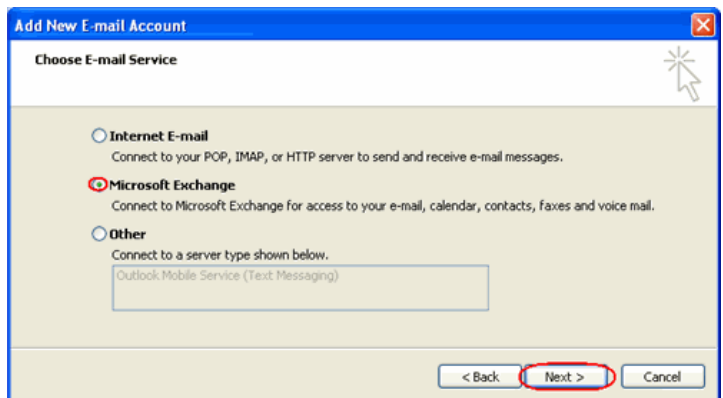 Add New E-mail Account
Choose E-mail Service
Internet E-mail
Connect to your POP, IMAP, or HTTP server to send and receive e-mail messages.
Microsoft Exchange
Connect to Microsoft Exchange for access to your e-mail, calendar, contacts, faxes and voice mail.
Other
Connect to a server type shown below.
Outlook Mobile Service (Text Messaging)
< Back Next > Cancel